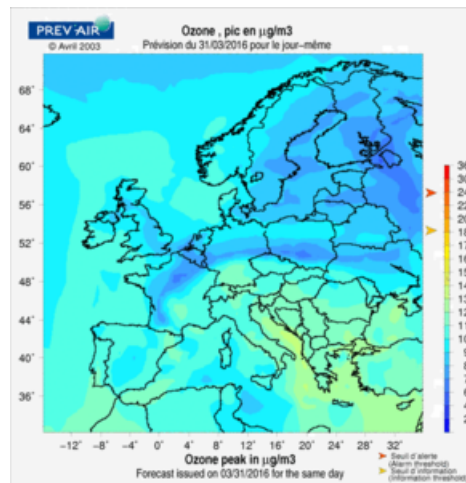 PREV'AIR
© Avril 2003
Ozone , pic en µg/m3
Prévision du 31/03/2016 pour le jour-même
68°
64°
60°
56°
52°
48°
44°
40°
36°
-12° -8° -4° 0° 4° 8° 12° 16° 20° 24° 28° 32°
Ozone peak in µg/m3
Forecast issued on 03/31/2016 for the same day
Seuil d'alerte
(Alarm threshold)
Seuil d'information
(Information threshold)